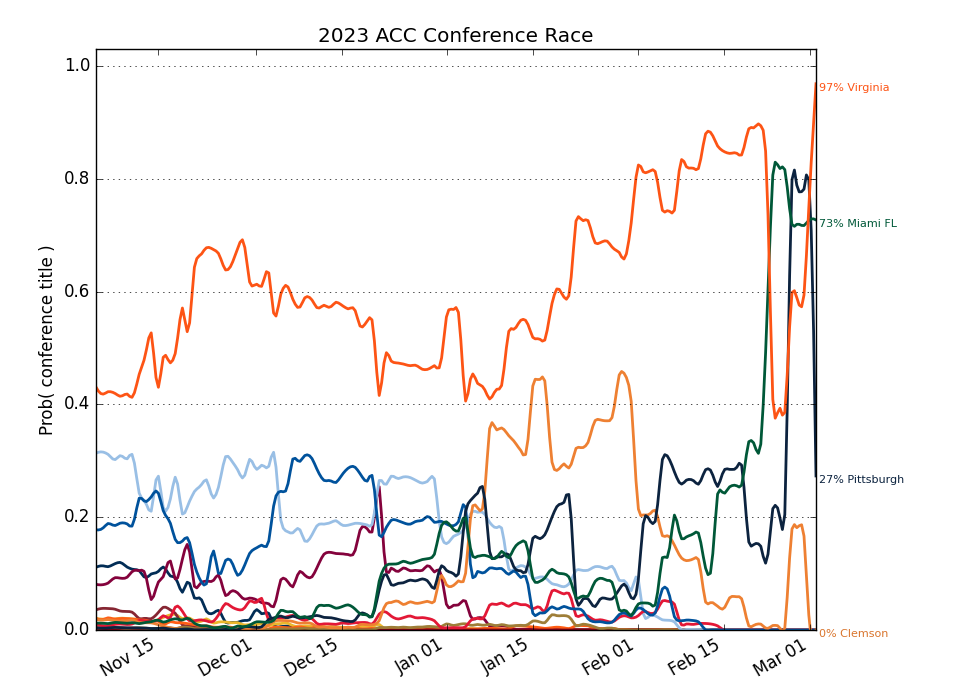 2023 ACC Conference Race
1.0
97% Virginia
0.8
73% Miami FL
0.6
Prob( conference title )
0.4
27% Pittsburgh
0.2
0.0
0% Clemson
Nov 15
Dec 01
Dec 15
Jan 01
Jan 15
Feb 01
Feb 15
Mar 01